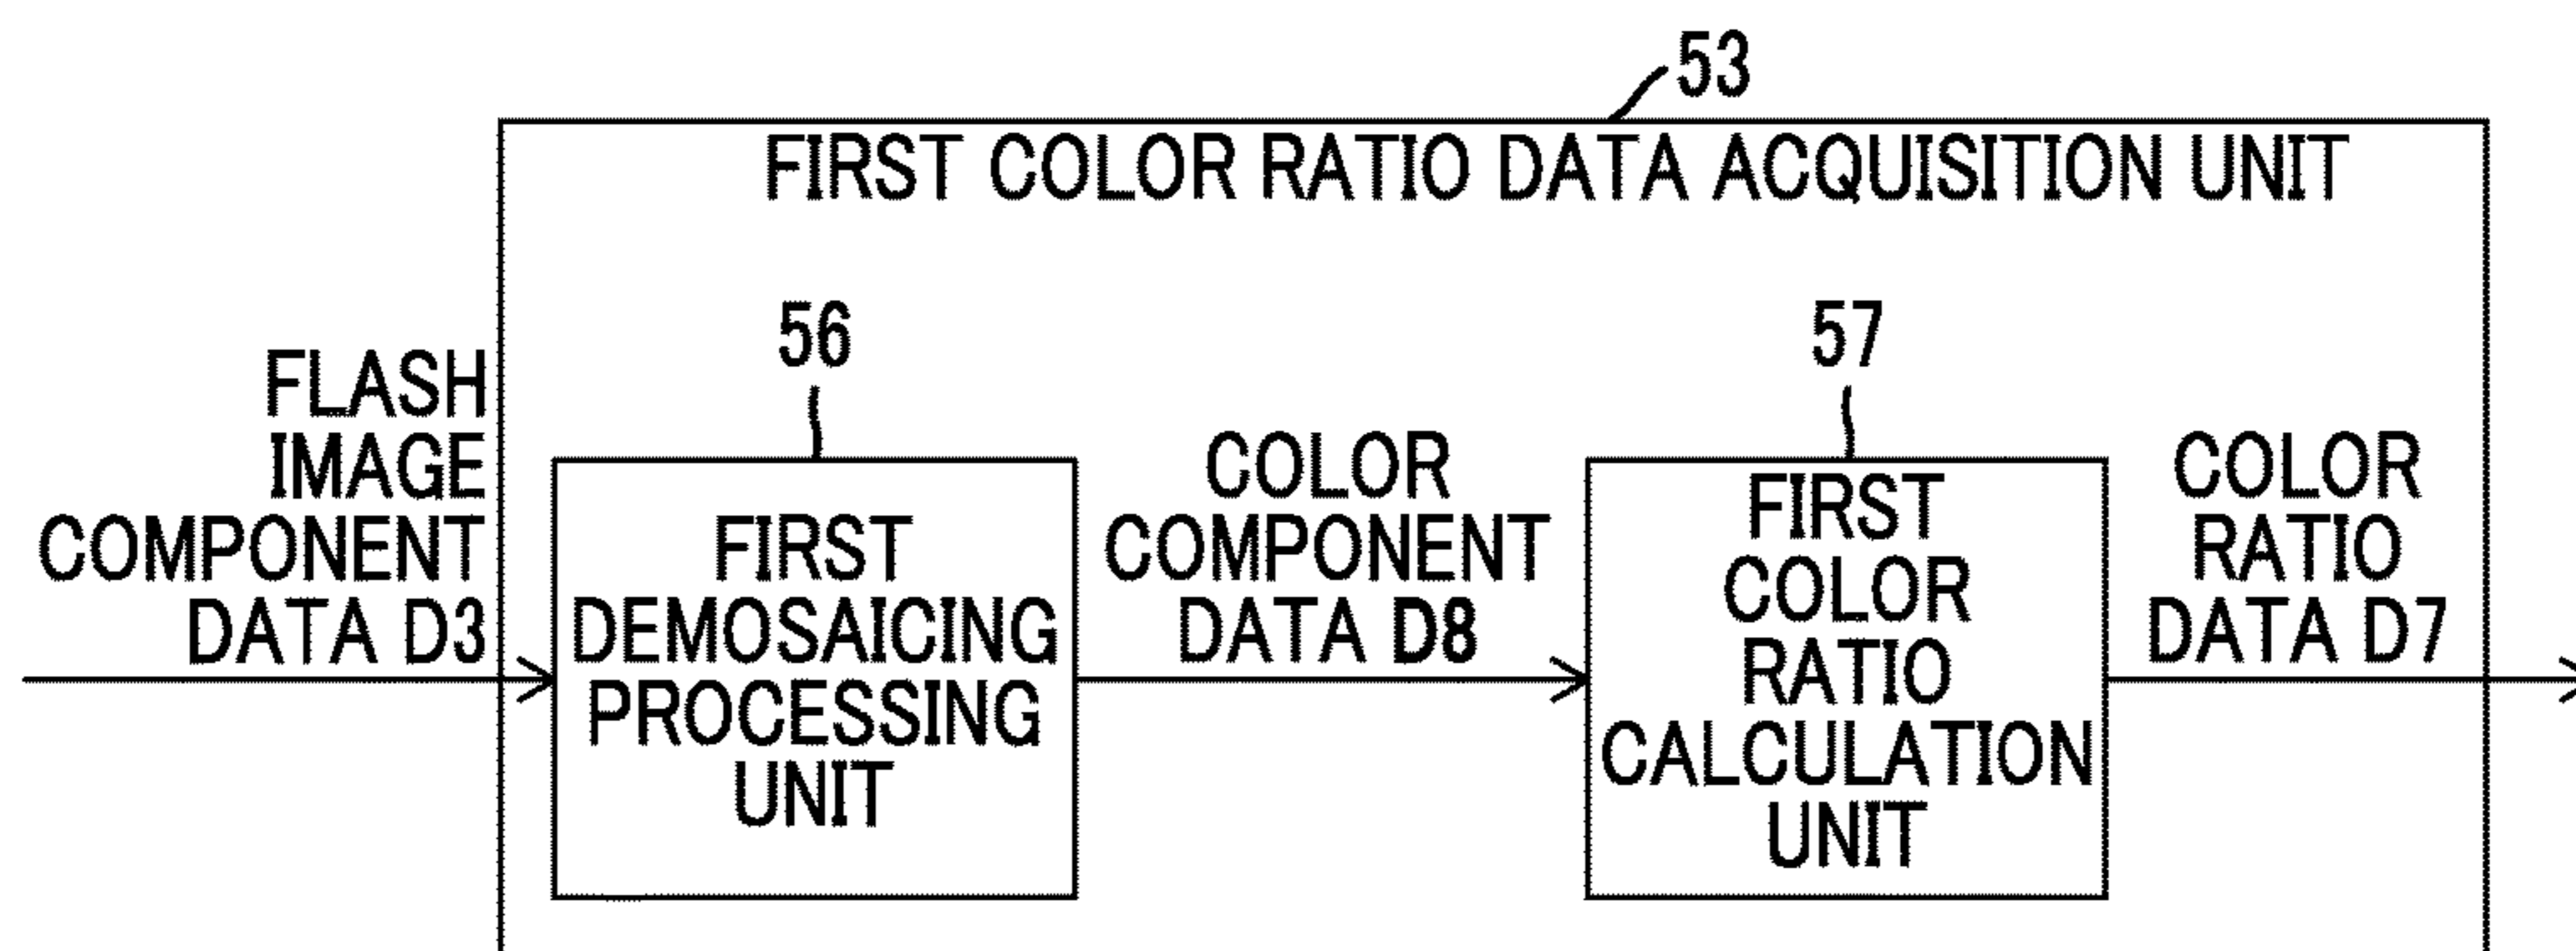 53
FIRST COLOR RATIO DATA ACQUISITION UNIT
FLASH
IMAGE
COMPONENT
DATA D3
56
FIRST
DEMOSAICING
PROCESSING
UNIT
COLOR
COMPONENT
DATA D8
57
FIRST
COLOR
RATIO
CALCULATION
UNIT
COLOR
RATIO
DATA D7